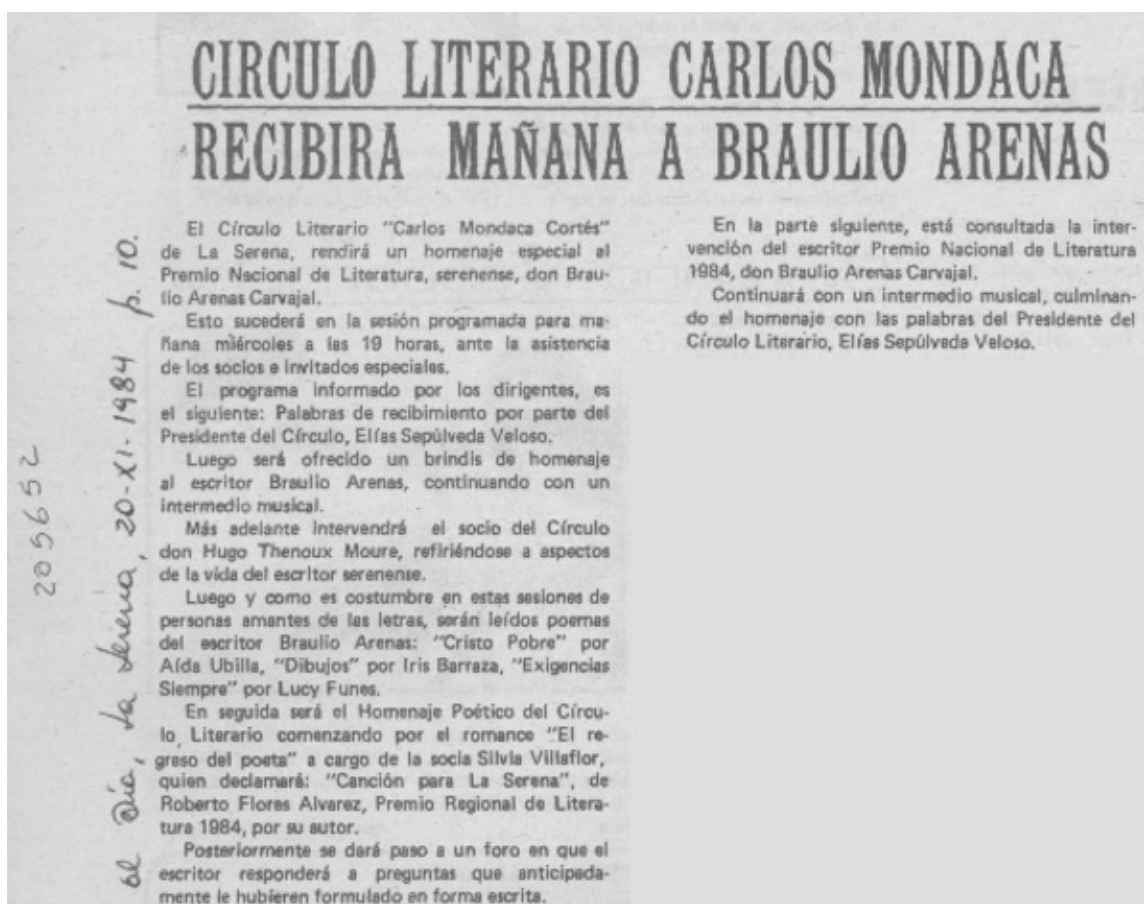 CIRCULO LITERARIO CARLOS MONDACA
RECIBIRA MAÑANA A BRAULIO ARENAS
El Círculo Literario "Carlos Mondaca Cortés"
de La Serena, rendirá un homenaje especial al
Premio Nacional de Literatura, serenense, don Brau-
lio Arenas Carvajal.
Esto sucederá en la sesión programada para ma-
ñana miércoles a las 19 horas, ante la asistencia
de los socios e invitados especiales.
El programa informado por los dirigentes, es
el siguiente: Palabras de recibimiento por parte del
Presidente del Círculo, Elías Sepúlveda Veloso.
Luego será ofrecido un brindis de homenaje
al escritor Braulio Arenas, continuando con un
intermedio musical.
Más adelante intervendrá el socio del Círculo
don Hugo Thenoux Moure, refiriéndose a aspectos
de la vida del escritor serenense.
Luego y como es costumbre en estas sesiones de
personas amantes de las letras, serán leídos poemas
del escritor Braulio Arenas: "Cristo Pobre" por
Aída Ubilla, "Dibujos" por Iris Barraza, "Exigencias
Siempre" por Lucy Funes.
En seguida será el Homenaje Poético del Círcu-
lo Literario comenzando por el romance "El re-
greso del poeta" a cargo de la socia Silvia Villaflor,
quien declamará: "Canción para La Serena", de
Roberto Flores Alvarez, Premio Regional de Litera-
tura 1984, por su autor.
Posteriormente se dará paso a un foro en que el
escritor responderá a preguntas que anticipada-
mente le hubieren formulado en forma escrita.
En la parte siguiente, está consultada la inter-
vención del escritor Premio Nacional de Literatura
1984, don Braulio Arenas Carvajal.
Continuará con un intermedio musical, culminan-
do el homenaje con las palabras del Presidente del
Círculo Literario, Elías Sepúlveda Veloso.
el Día, La Serena, 20-XI-1984 p. 10.
205652